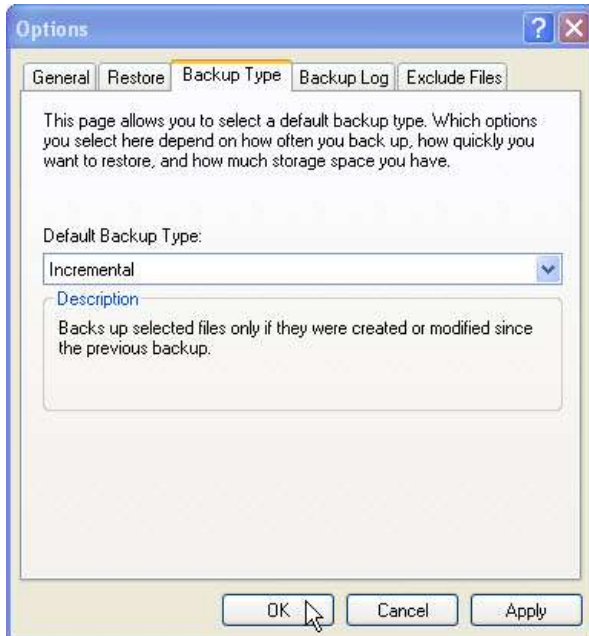 Options
General Restore Backup Type Backup Log Exclude Files
This page allows you to select a default backup type. Which options
you select here depend on how often you back up, how quickly you
want to restore, and how much storage space you have.
Default Backup Type:
Incremental
Description
Backs up selected files only if they were created or modified since
the previous backup.
OK Cancel Apply